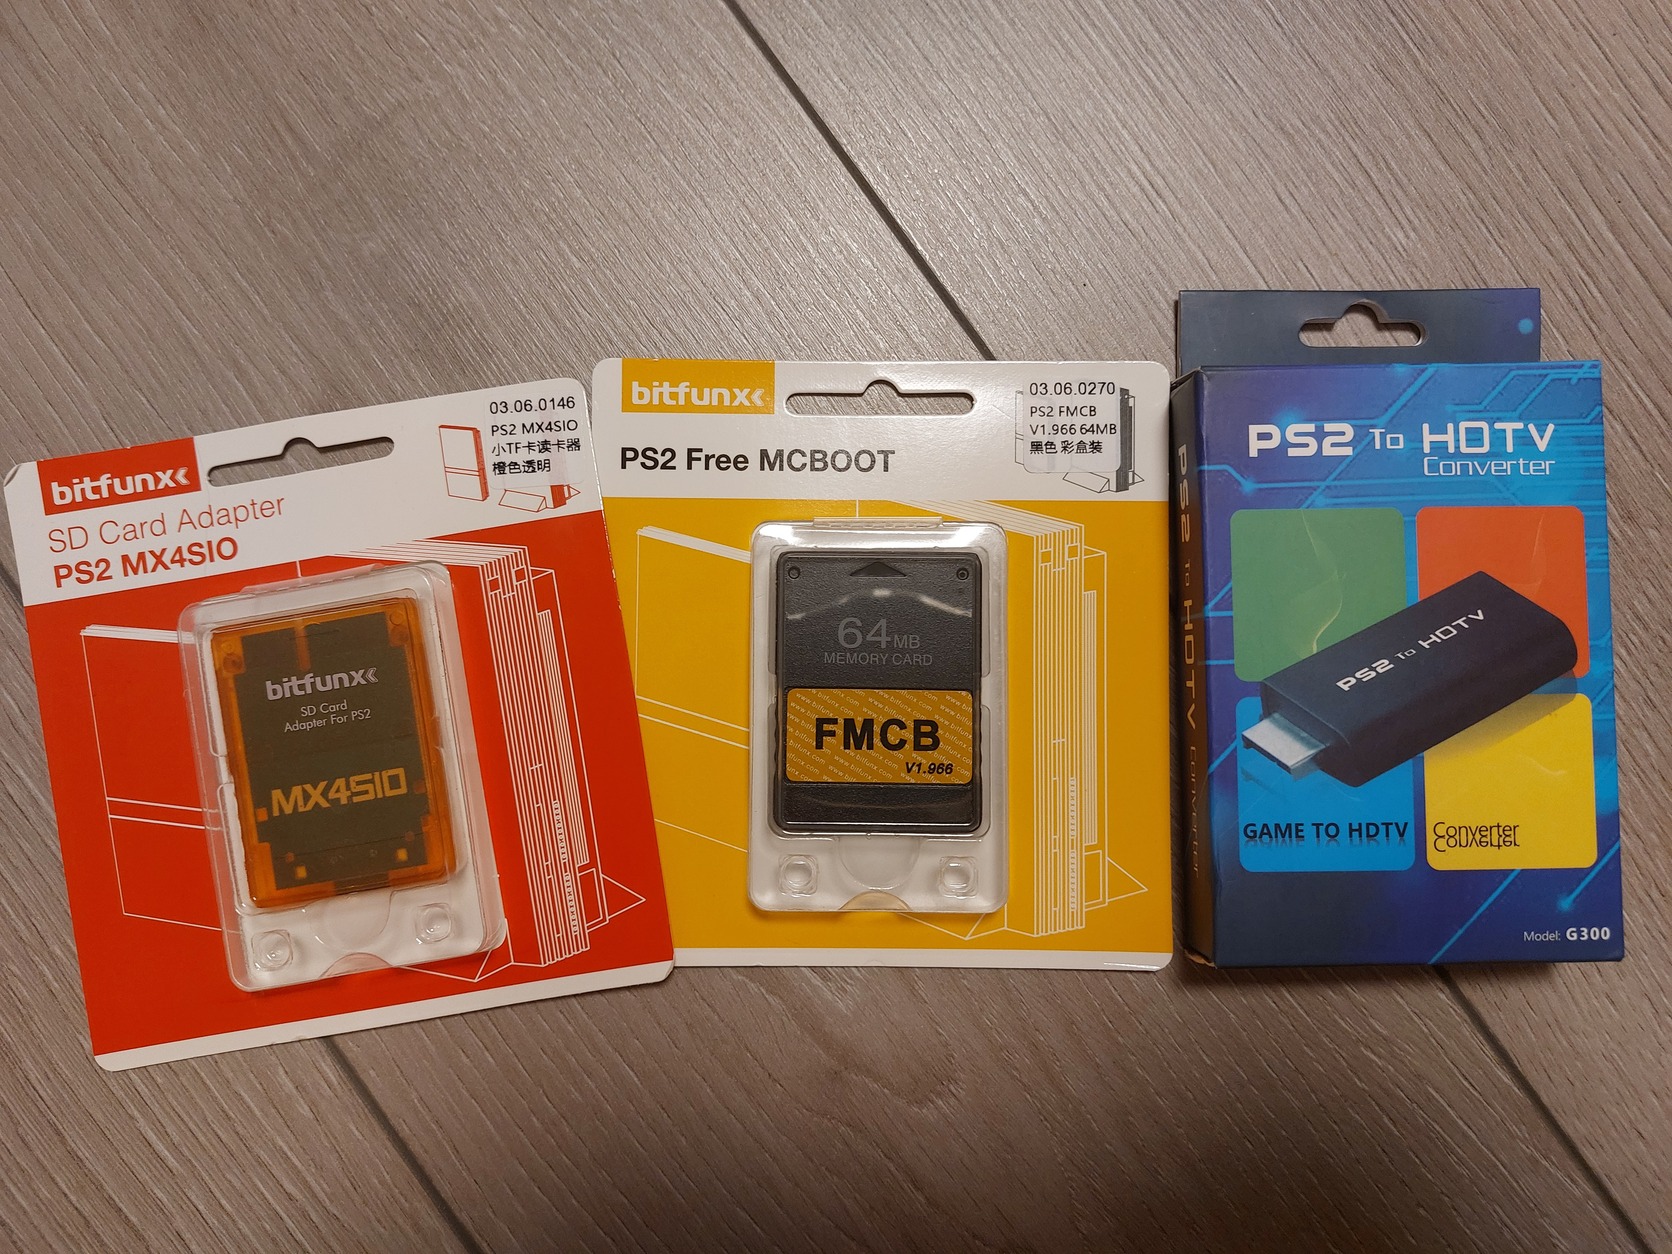 bitfunx
SD Card Adapter
PS2 MX4SIO
03.06.0146
PS2 MX4SIO
小TF卡读卡器
橙色透明
bitfunx
SD Card
Adapter For PS2
MX4SIO
bitfunx
PS2 Free MCBOOT
03.06.0270
PS2 FMCB
V1.966 64MB
黑色 彩盒装
64MB
MEMORY CARD
www.bitfunx.com
FMCB
V1.966
PS2 To HDTV
Converter
PS2 To HDTV Converter
PS2 To HDTV
GAME TO HDTV
Converter
Model: G300